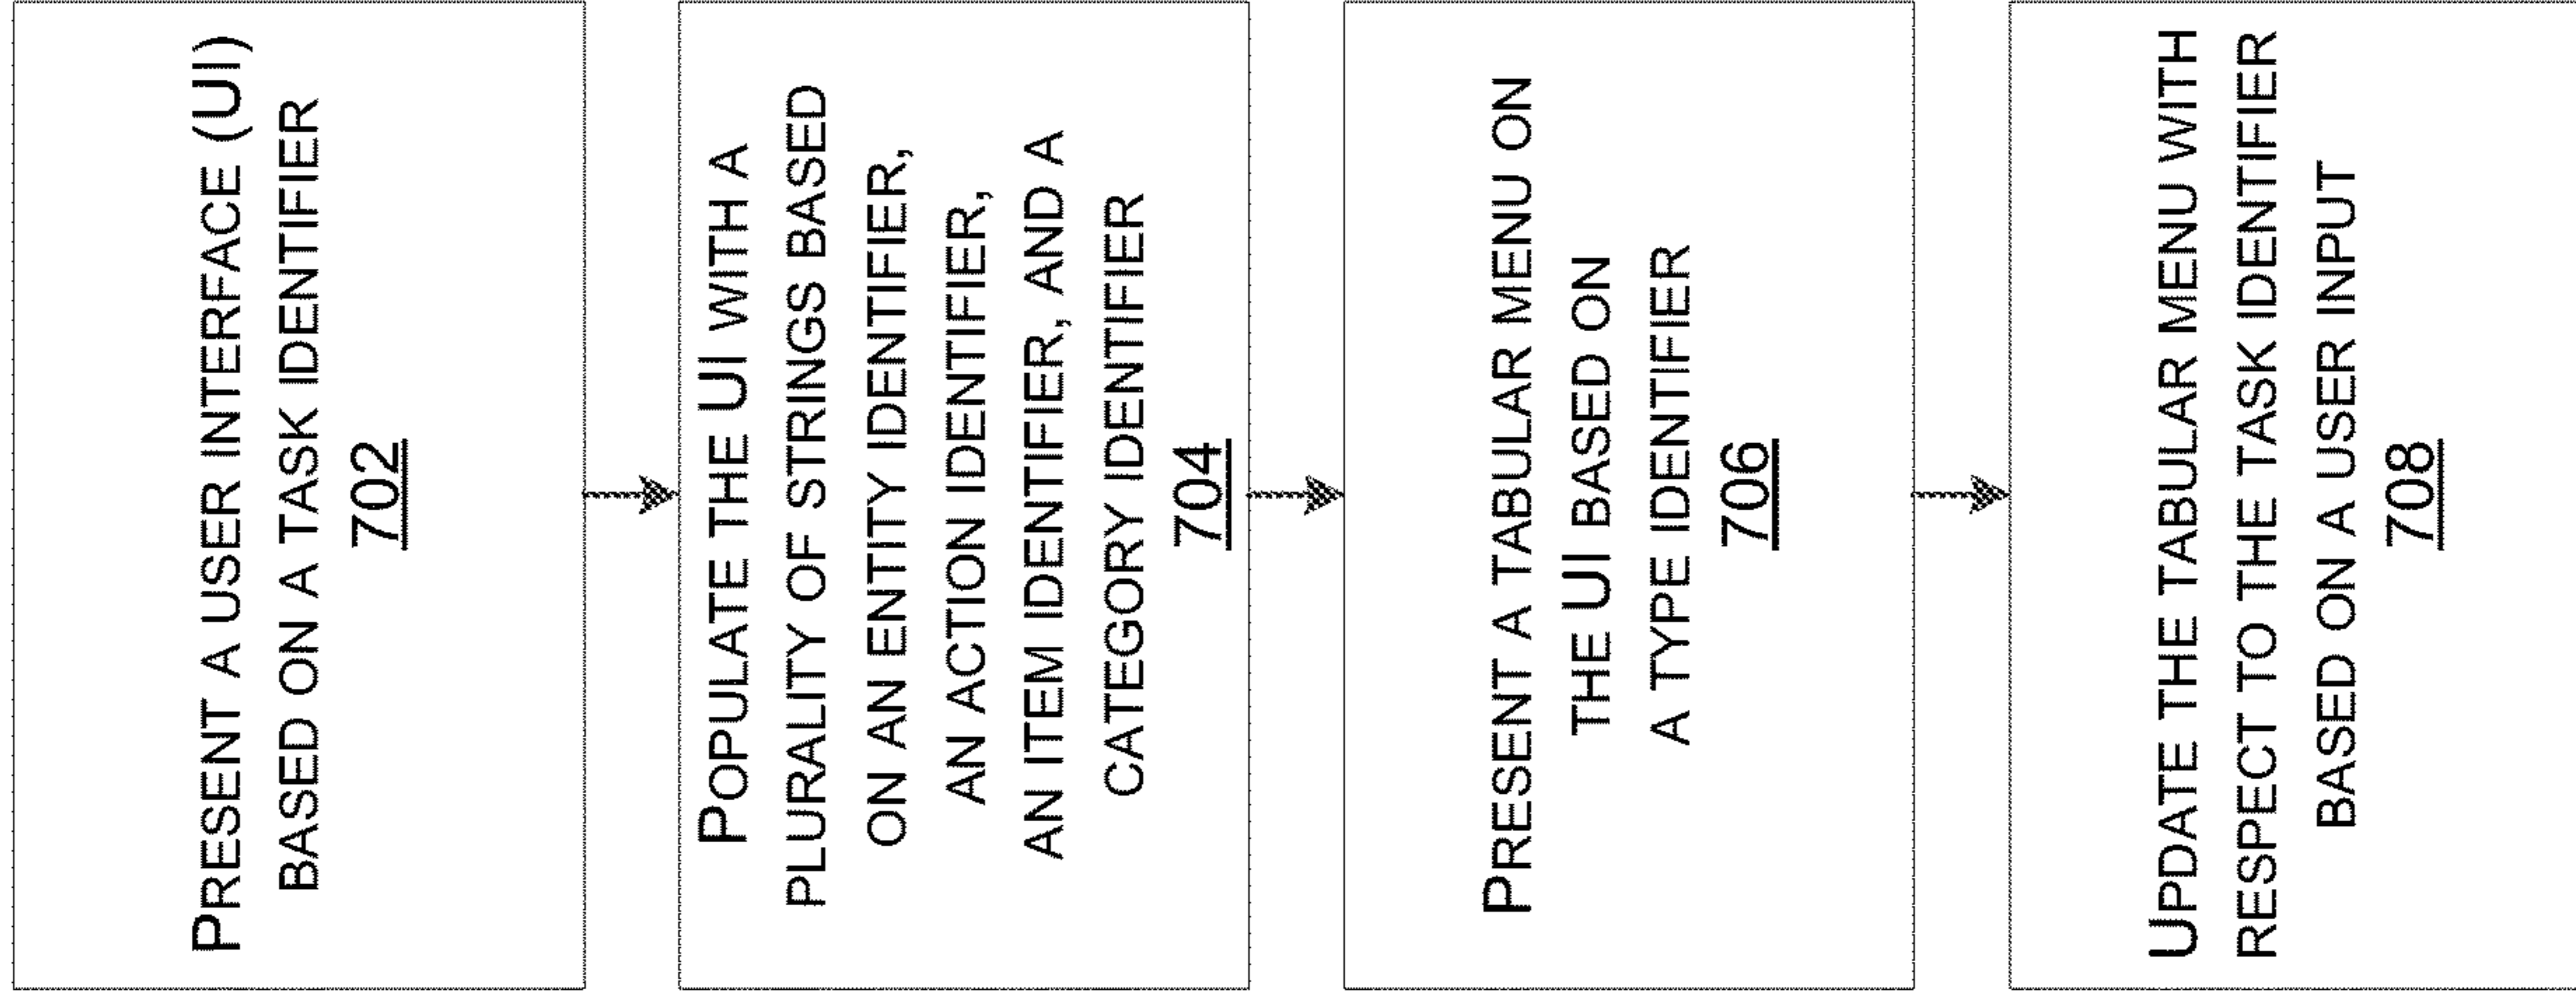 PRESENT A USER INTERFACE (UI)
BASED ON A TASK IDENTIFIER
702
POPULATE THE UI WITH A
PLURALITY OF STRINGS BASED
ON AN ENTITY IDENTIFIER,
AN ACTION IDENTIFIER,
AN ITEM IDENTIFIER, AND A
CATEGORY IDENTIFIER
704
PRESENT A TABULAR MENU ON
THE UI BASED ON
A TYPE IDENTIFIER
706
UPDATE THE TABULAR MENU WITH
RESPECT TO THE TASK IDENTIFIER
BASED ON A USER INPUT
708